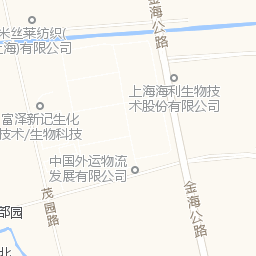 米丝莱纺织(
上海)有限公司
金海公路
上海海利生物技
术股份有限公司
富泽新记生化
技术/生物科技
中国外运物流
发展有限公司
茂园路
金海公路
部园
北